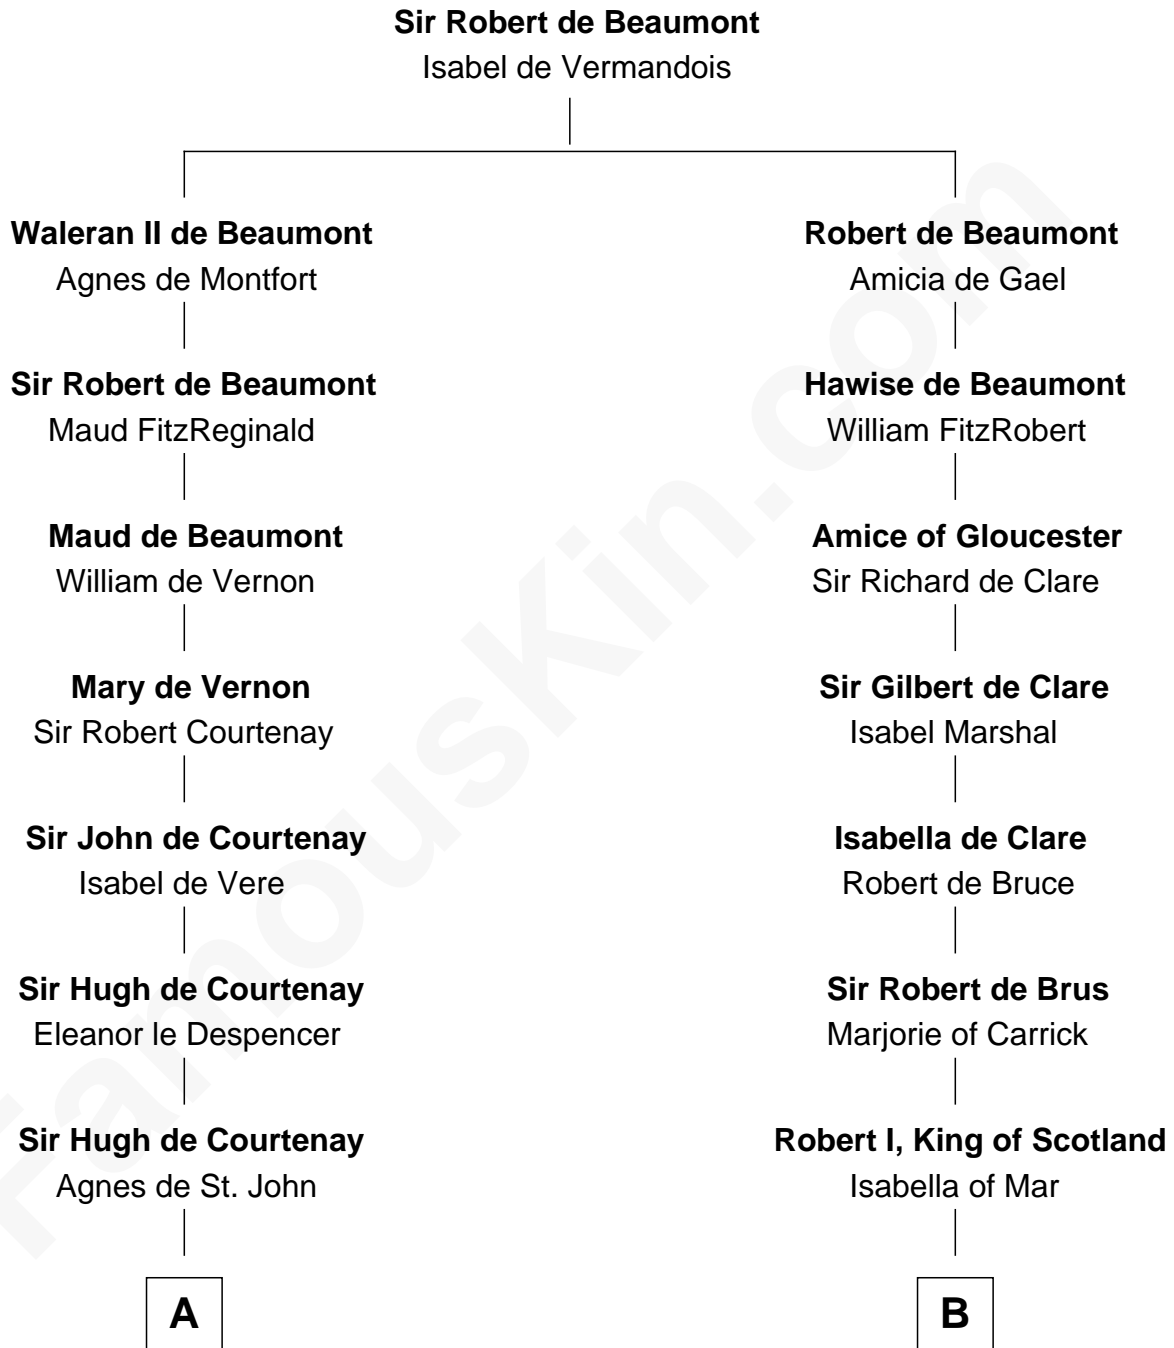 Sir Robert de Beaumont
Isabel de Vermandois
Waleran II de Beaumont
Agnes de Montfort
Sir Robert de Beaumont
Maud FitzReginald
Maud de Beaumont
William de Vernon
Mary de Vernon
Sir Robert Courtenay
Sir John de Courtenay
Isabel de Vere
Sir Hugh de Courtenay
Eleanor le Despencer
Sir Hugh de Courtenay
Agnes de St. John
A
Robert de Beaumont
Amicia de Gael
Hawise de Beaumont
William FitzRobert
Amice of Gloucester
Sir Richard de Clare
Sir Gilbert de Clare
Isabel Marshal
Isabella de Clare
Robert de Bruce
Sir Robert de Brus
Marjorie of Carrick
Robert I, King of Scotland
Isabella of Mar
B
FamousKin.com